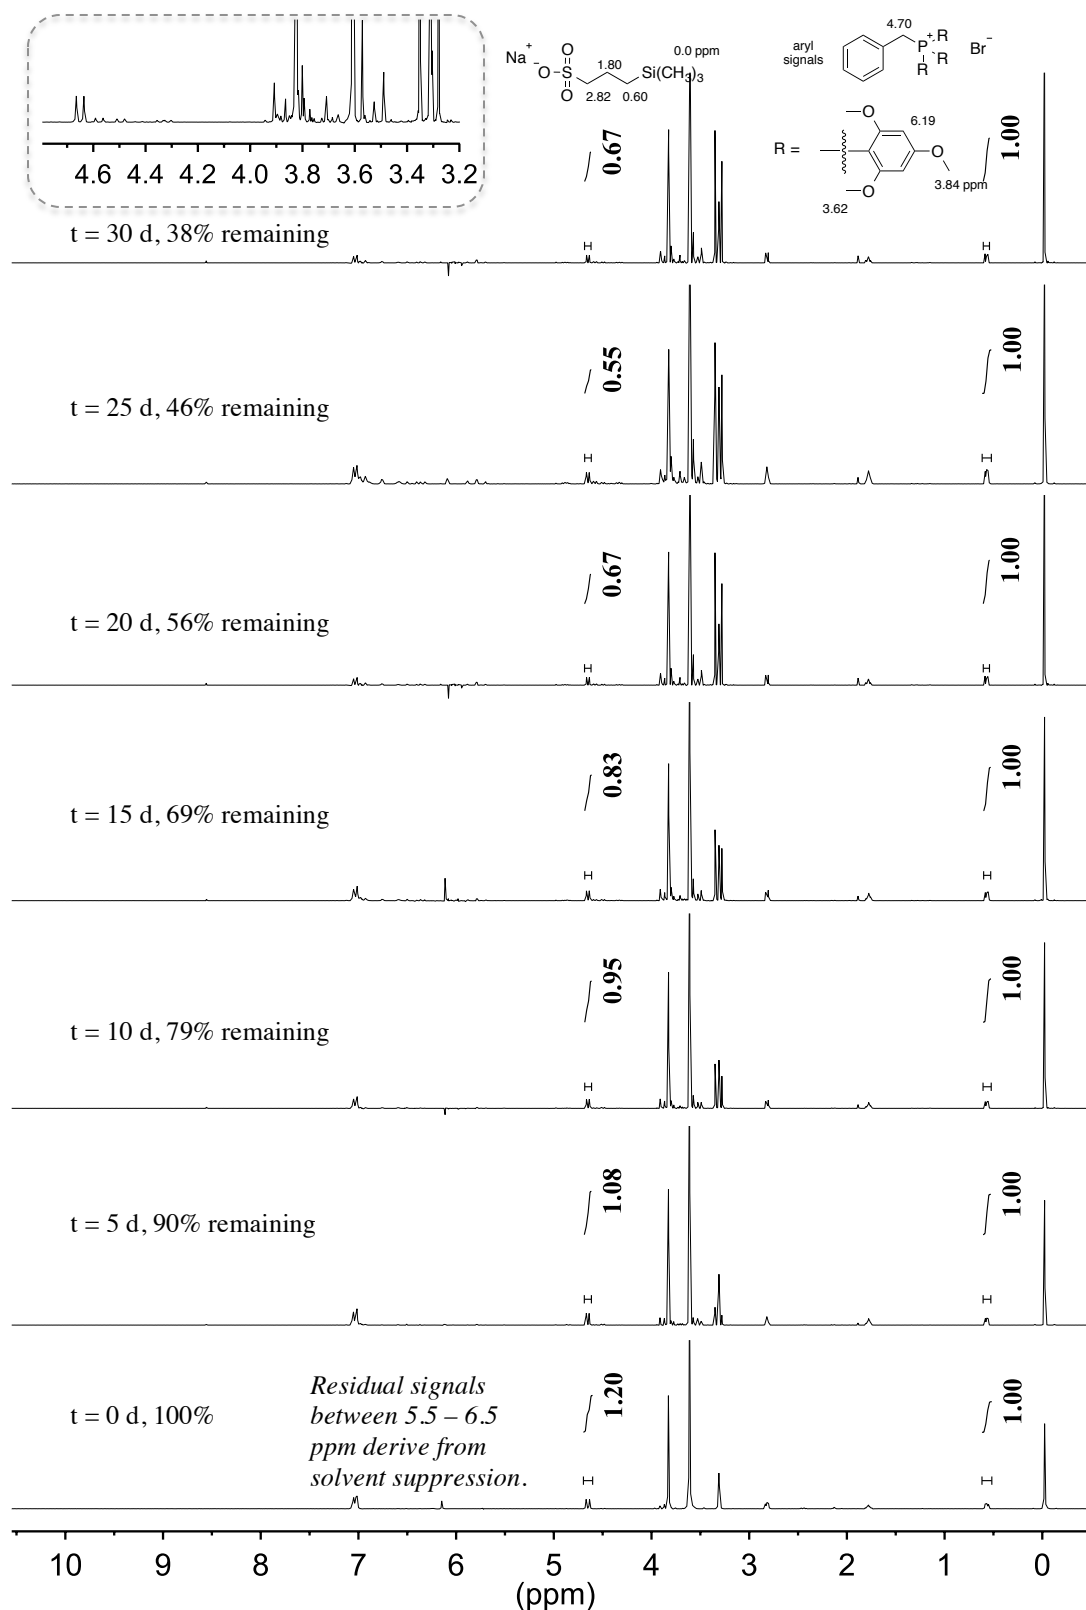 4.6 4.4 4.2 4.0 3.8 3.6 3.4 3.2
Na+
-O
O
S
O
1.80
2.82
0.60
0.0 ppm
Si(CH3)3
aryl
signals
4.70
P+
R
R
R
Br-
R =
O
6.19
O
3.84 ppm
O
3.62
t = 30 d, 38% remaining
0.67
1.00
t = 25 d, 46% remaining
0.55
1.00
t = 20 d, 56% remaining
0.67
1.00
t = 15 d, 69% remaining
0.83
1.00
t = 10 d, 79% remaining
0.95
1.00
t = 5 d, 90% remaining
1.08
1.00
t = 0 d, 100%
Residual signals
between 5.5 – 6.5
ppm derive from
solvent suppression.
1.20
1.00
10 9 8 7 6 5 4 3 2 1 0
(ppm)